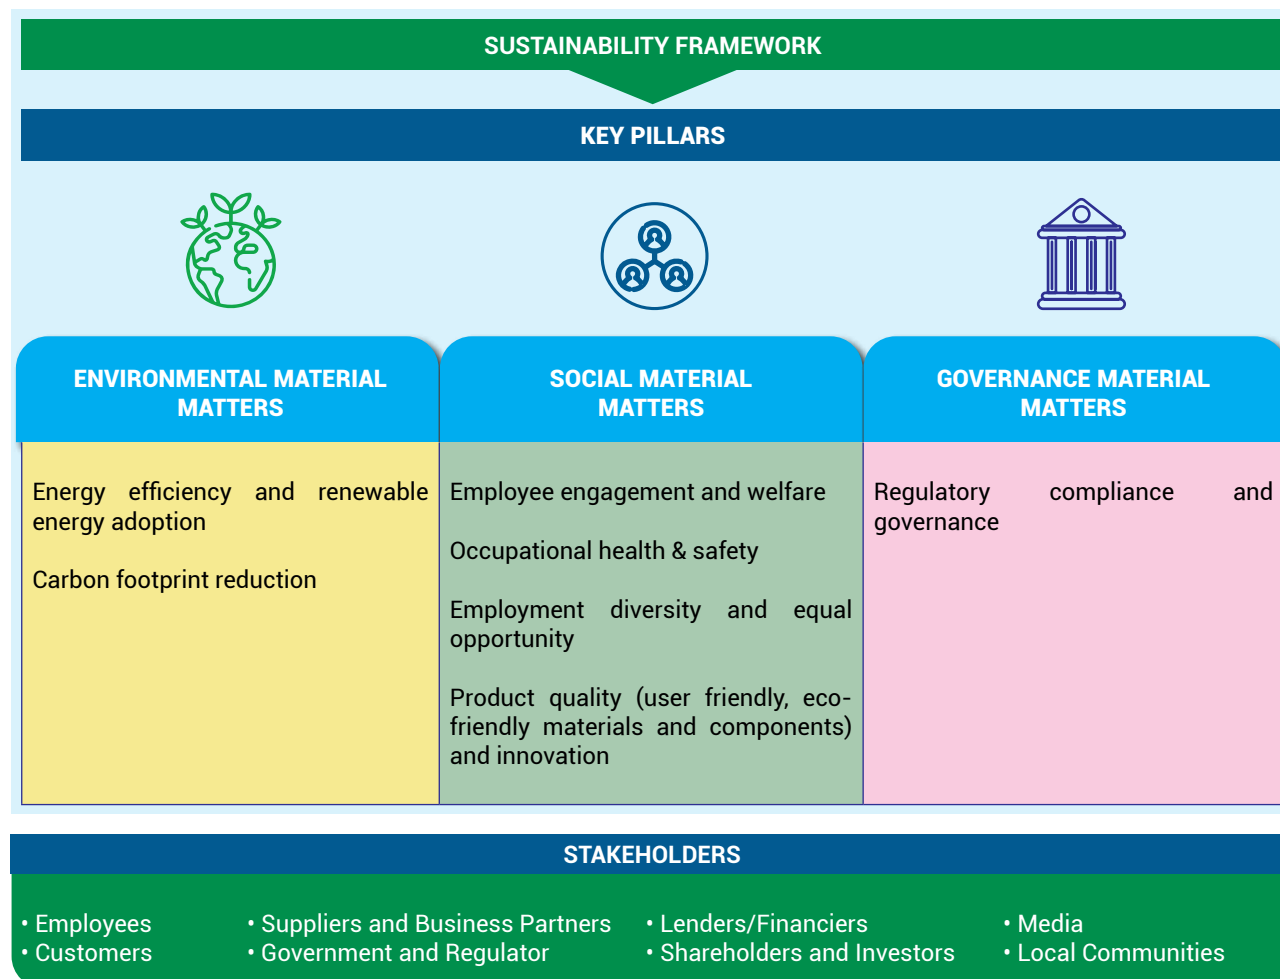 SUSTAINABILITY FRAMEWORK
KEY PILLARS
ENVIRONMENTAL MATERIAL
MATTERS
Energy efficiency and renewable
energy adoption
Carbon footprint reduction
SOCIAL MATERIAL
MATTERS
Employee engagement and welfare
Occupational health & safety
Employment diversity and equal
opportunity
Product quality (user friendly, eco-
friendly materials and components)
and innovation
GOVERNANCE MATERIAL
MATTERS
Regulatory compliance and
governance
STAKEHOLDERS
• Employees
• Customers
• Suppliers and Business Partners
• Government and Regulator
• Lenders/Financiers
• Shareholders and Investors
• Media
• Local Communities